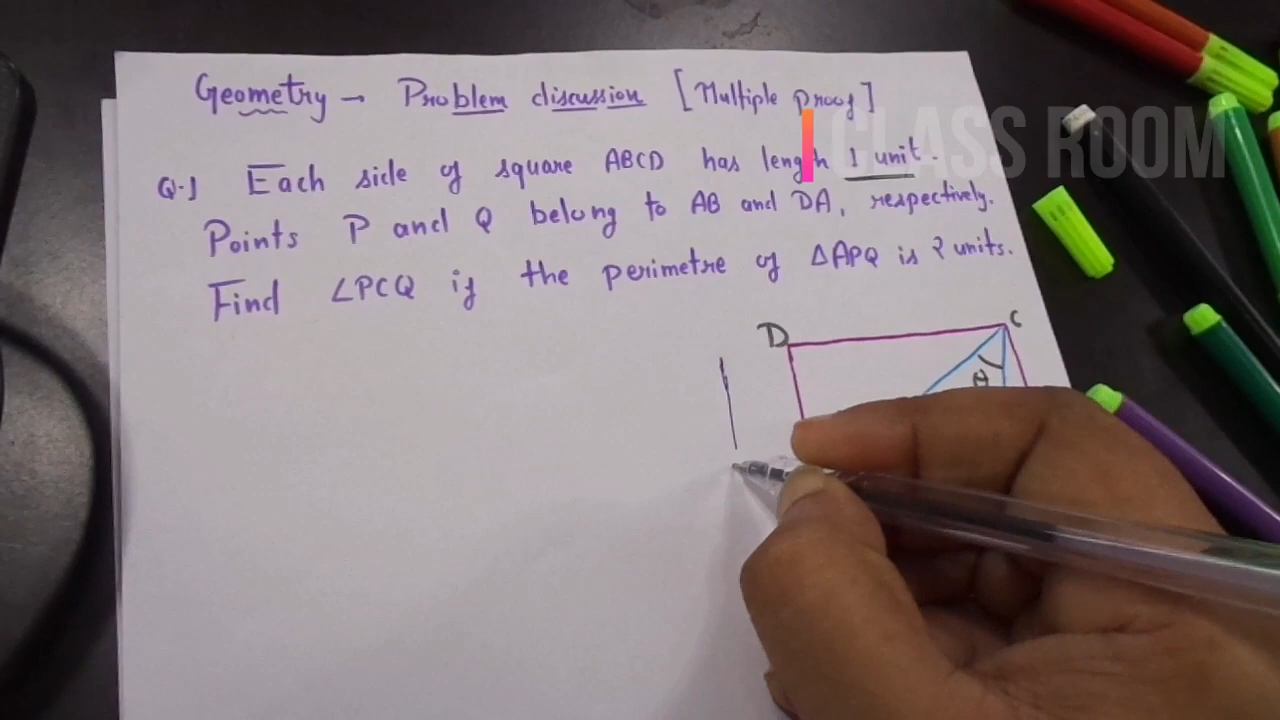 Geometry → Problem discussion [Multiple proof]
CLASS ROOM
Q.1 Each side of square ABCD has length 1 unit.
Points P and Q belong to AB and DA, respectively.
Find ∠PCQ if the perimetre of ΔAPQ is 2 units.
D C
θ